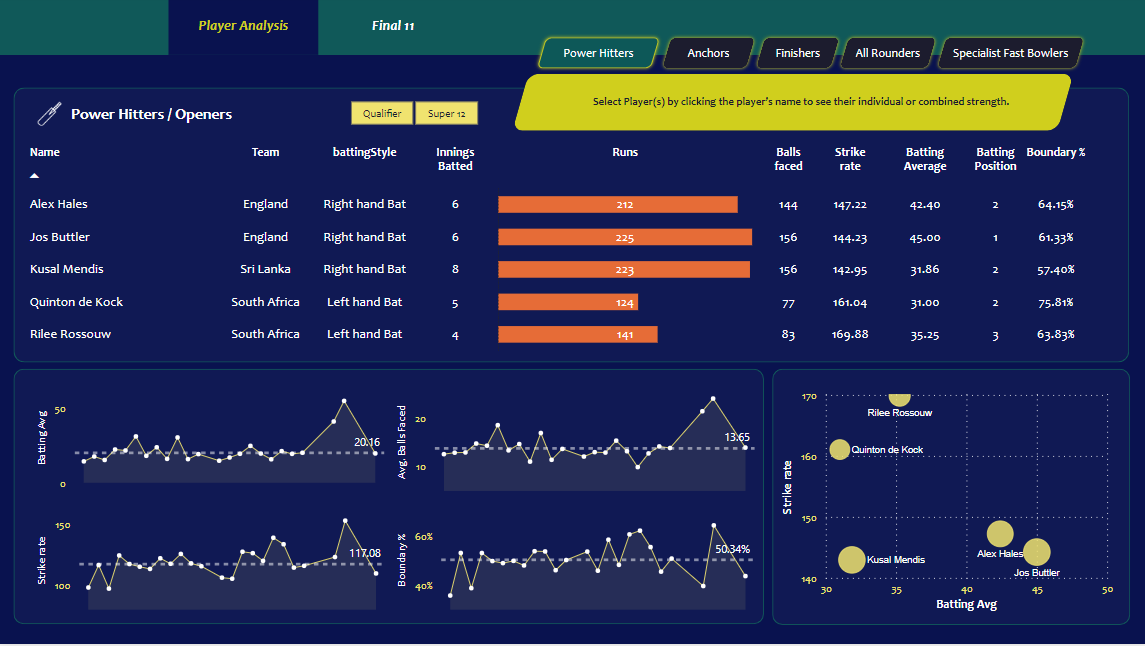 Player Analysis
Final 11
Power Hitters
Anchors
Finishers
All Rounders
Specialist Fast Bowlers
Select Player(s) by clicking the player's name to see their individual or combined strength.
Power Hitters / Openers
Qualifier
Super 12
Name Team battingStyle Innings Batted Runs Balls faced Strike rate Batting Average Batting Position Boundary %
Alex Hales England Right hand Bat 6 212 144 147.22 42.40 2 64.15%
Jos Buttler England Right hand Bat 6 225 156 144.23 45.00 1 61.33%
Kusal Mendis Sri Lanka Right hand Bat 8 223 156 142.95 31.86 2 57.40%
Quinton de Kock South Africa Left hand Bat 5 124 77 161.04 31.00 2 75.81%
Rilee Rossouw South Africa Left hand Bat 4 141 83 169.88 35.25 3 63.83%
Batting Avg
50
0
20.16
Avg. Balls Faced
20
10
13.65
Strike rate
150
100
117.08
Boundary %
60%
40%
50.34%
Strike rate
170
160
150
140
Rilee Rossouw
Quinton de Kock
Alex Hales
Kusal Mendis
Jos Buttler
30 35 40 45 50
Batting Avg